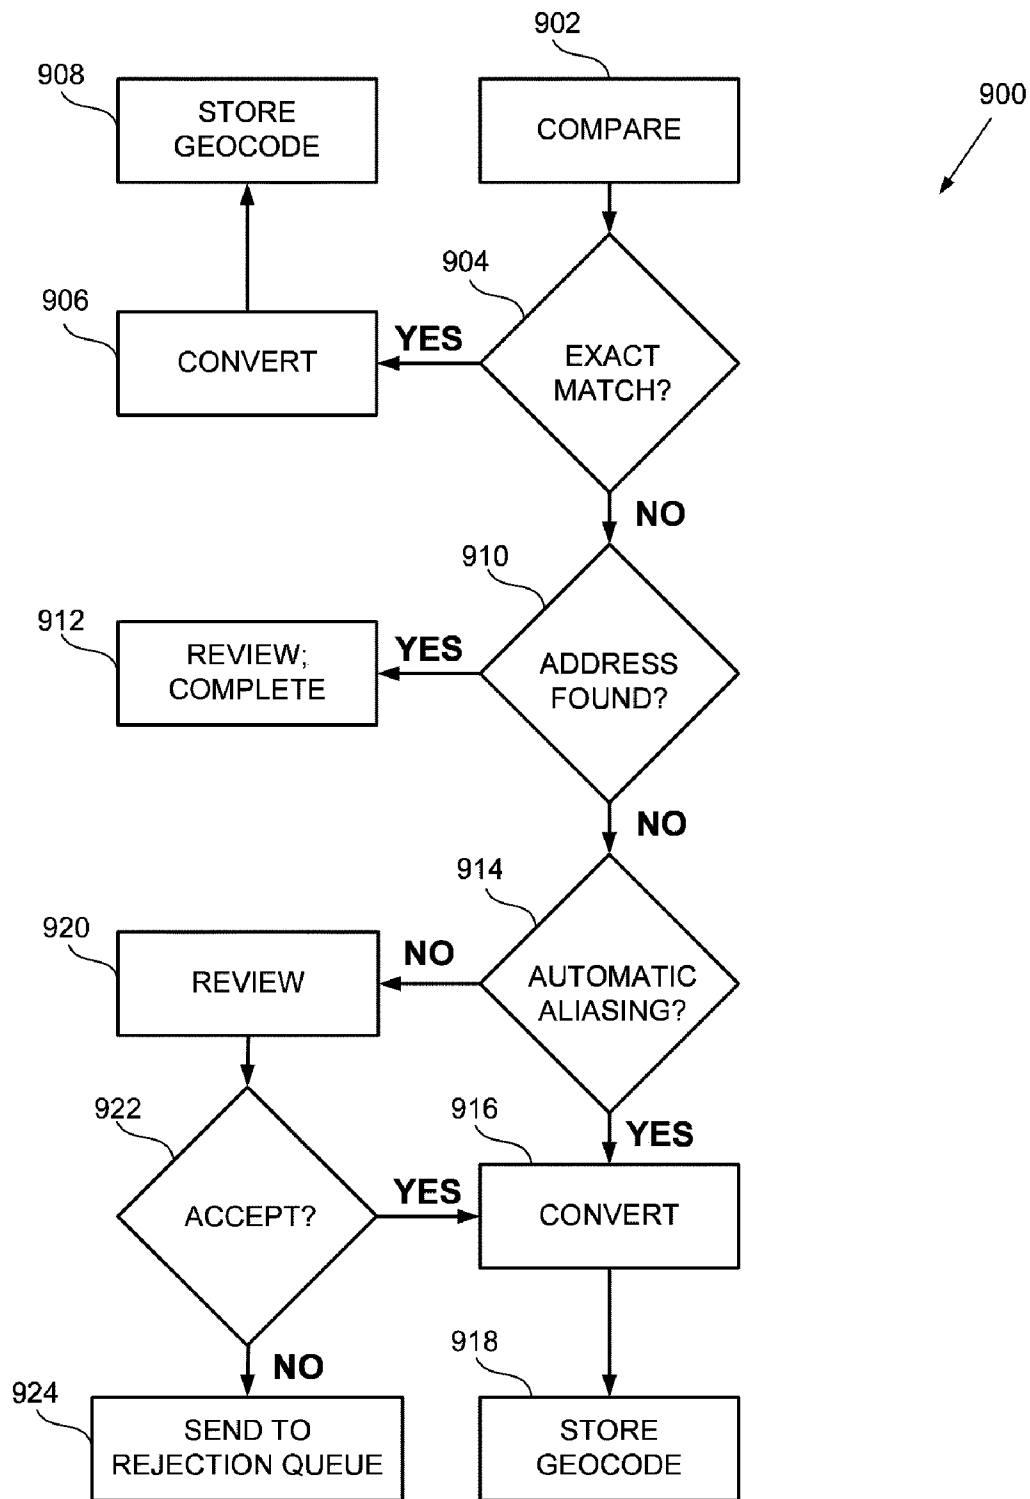 902
908
STORE
GEOCODE
COMPARE
900
904
906
CONVERT
YES
EXACT
MATCH?
NO
910
912
REVIEW;
COMPLETE
YES
ADDRESS
FOUND?
NO
914
920
REVIEW
NO
AUTOMATIC
ALIASING?
922
916
YES
ACCEPT?
YES
CONVERT
NO
918
924
SEND TO
REJECTION QUEUE
STORE
GEOCODE